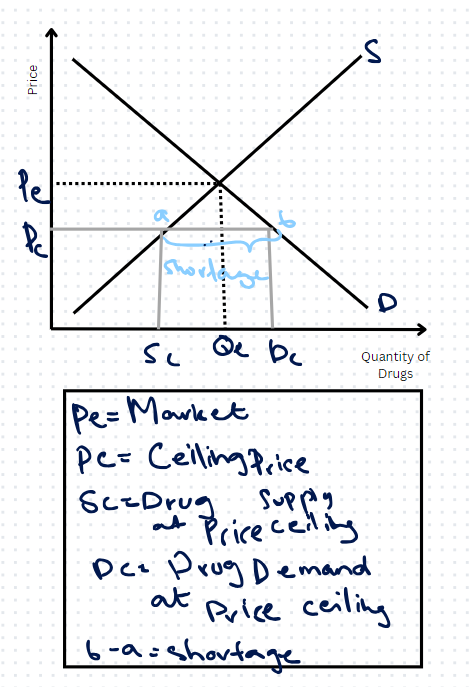 S
Price
Pe
a
b
Pc
shortage
D
Sc
Qe
Dc
Quantity of
Drugs
Pe = Market
Pc = Ceiling Price
Sc = Drug Supply
at Price ceiling
Dc = Drug Demand
at Price ceiling
b - a = shortage